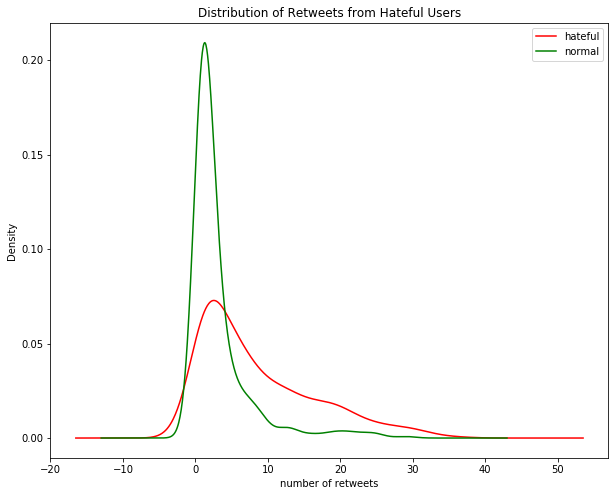 Distribution of Retweets from Hateful Users
hateful
normal
0.20
0.15
0.10
0.05
0.00
Density
−20
−10
0
10
20
30
40
50
number of retweets